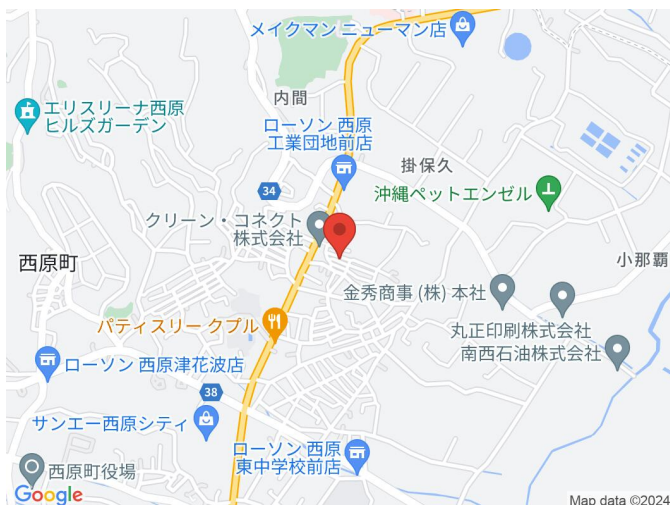 メイクマン ニューマン店
エリスリーナ西原
ヒルズガーデン
内間
ローソン 西原
工業団地前店
掛保久
34
沖縄ペットエンゼル
クリーン・コネクト
株式会社
小那覇
西原町
金秀商事 (株) 本社
パティスリー クプル
丸正印刷株式会社
南西石油株式会社
ローソン 西原津花波店
38
サンエー西原シティ
ローソン 西原
東中学校前店
西原町役場
Google
Map data ©2024